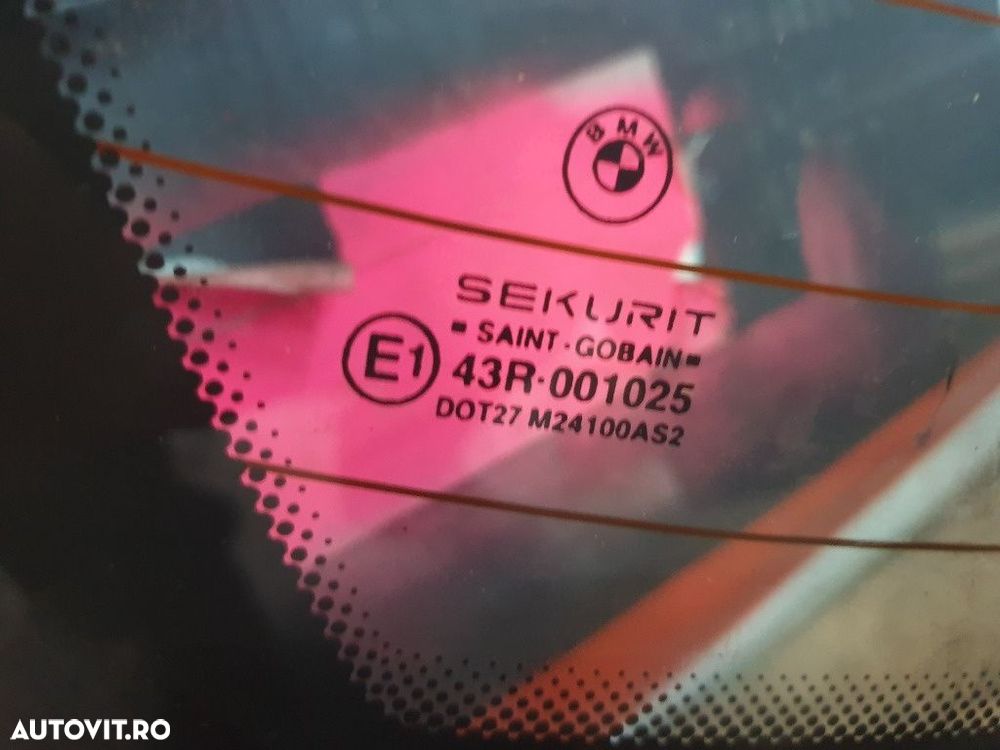 BMW
SEKURIT
SAINT-GOBAIN
E1
43R·001025
DOT27 M24100AS2
AUTOVIT.RO